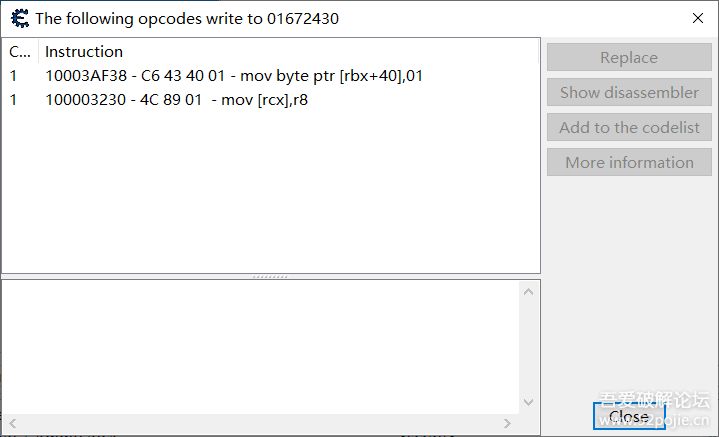 The following opcodes write to 01672430
C... Instruction
1 10003AF38 - C6 43 40 01 - mov byte ptr [rbx+40],01
1 100003230 - 4C 89 01 - mov [rcx],r8
Replace
Show disassembler
Add to the codelist
More information
吾爱破解论坛
Close
www.52pojie.cn